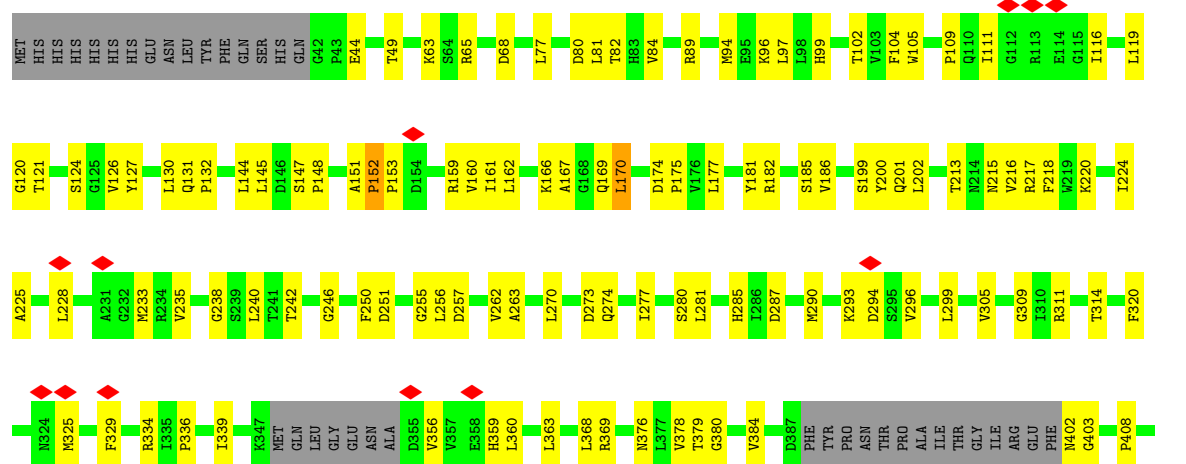 MET HIS HIS HIS HIS HIS HIS GLU ASN LEU TYR PHE GLN SER HIS GLN G42 P43 E44 T49 K63 S64 R65 D68 L77 D80 L81 T82 H83 V84 R89 M94 E95 K96 L97 L98 H99 T102 V103 F104 W105 P109 Q110 I111 G112 R113 E114 G115 I116 L119
G120 T121 S124 G125 V126 Y127 L130 Q131 P132 L144 L145 D146 S147 P148 A151 P152 P153 D154 R159 V160 I161 L162 K166 A167 G168 Q169 L170 D174 P175 V176 L177 Y181 R182 S185 V186 S199 Y200 Q201 L202 T213 N214 N215 V216 R217 F218 W219 K220 I224
A225 L228 A231 G232 M233 R234 V235 G238 S239 L240 T241 T242 G246 F250 D251 G255 L256 D257 V262 A263 L270 D273 Q274 I277 S280 L281 H285 I286 D287 M290 K293 D294 S295 V296 L299 V305 G309 I310 R311 T314 F320
N324 M325 F329 R334 I335 P336 I339 K347 MET GLN LEU GLY GLU ASN ALA D355 V356 V357 E358 H359 L360 L363 L368 R369 N376 L377 V378 T379 G380 V384 D387 PHE TYR PRO ASN THR PRO ALA ILE THR GLY ILE ARG GLU PHE N402 G403 P408